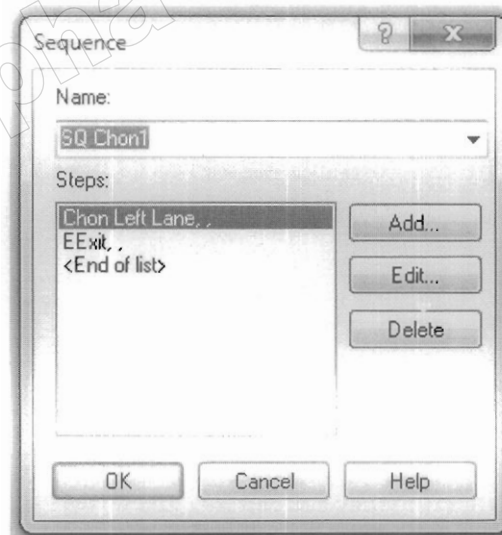 Sequence
Name:
SQ Chon1
Steps:
Chon Left Lane, ,
EExit, ,
<End of list>
Add...
Edit...
Delete
OK
Cancel
Help